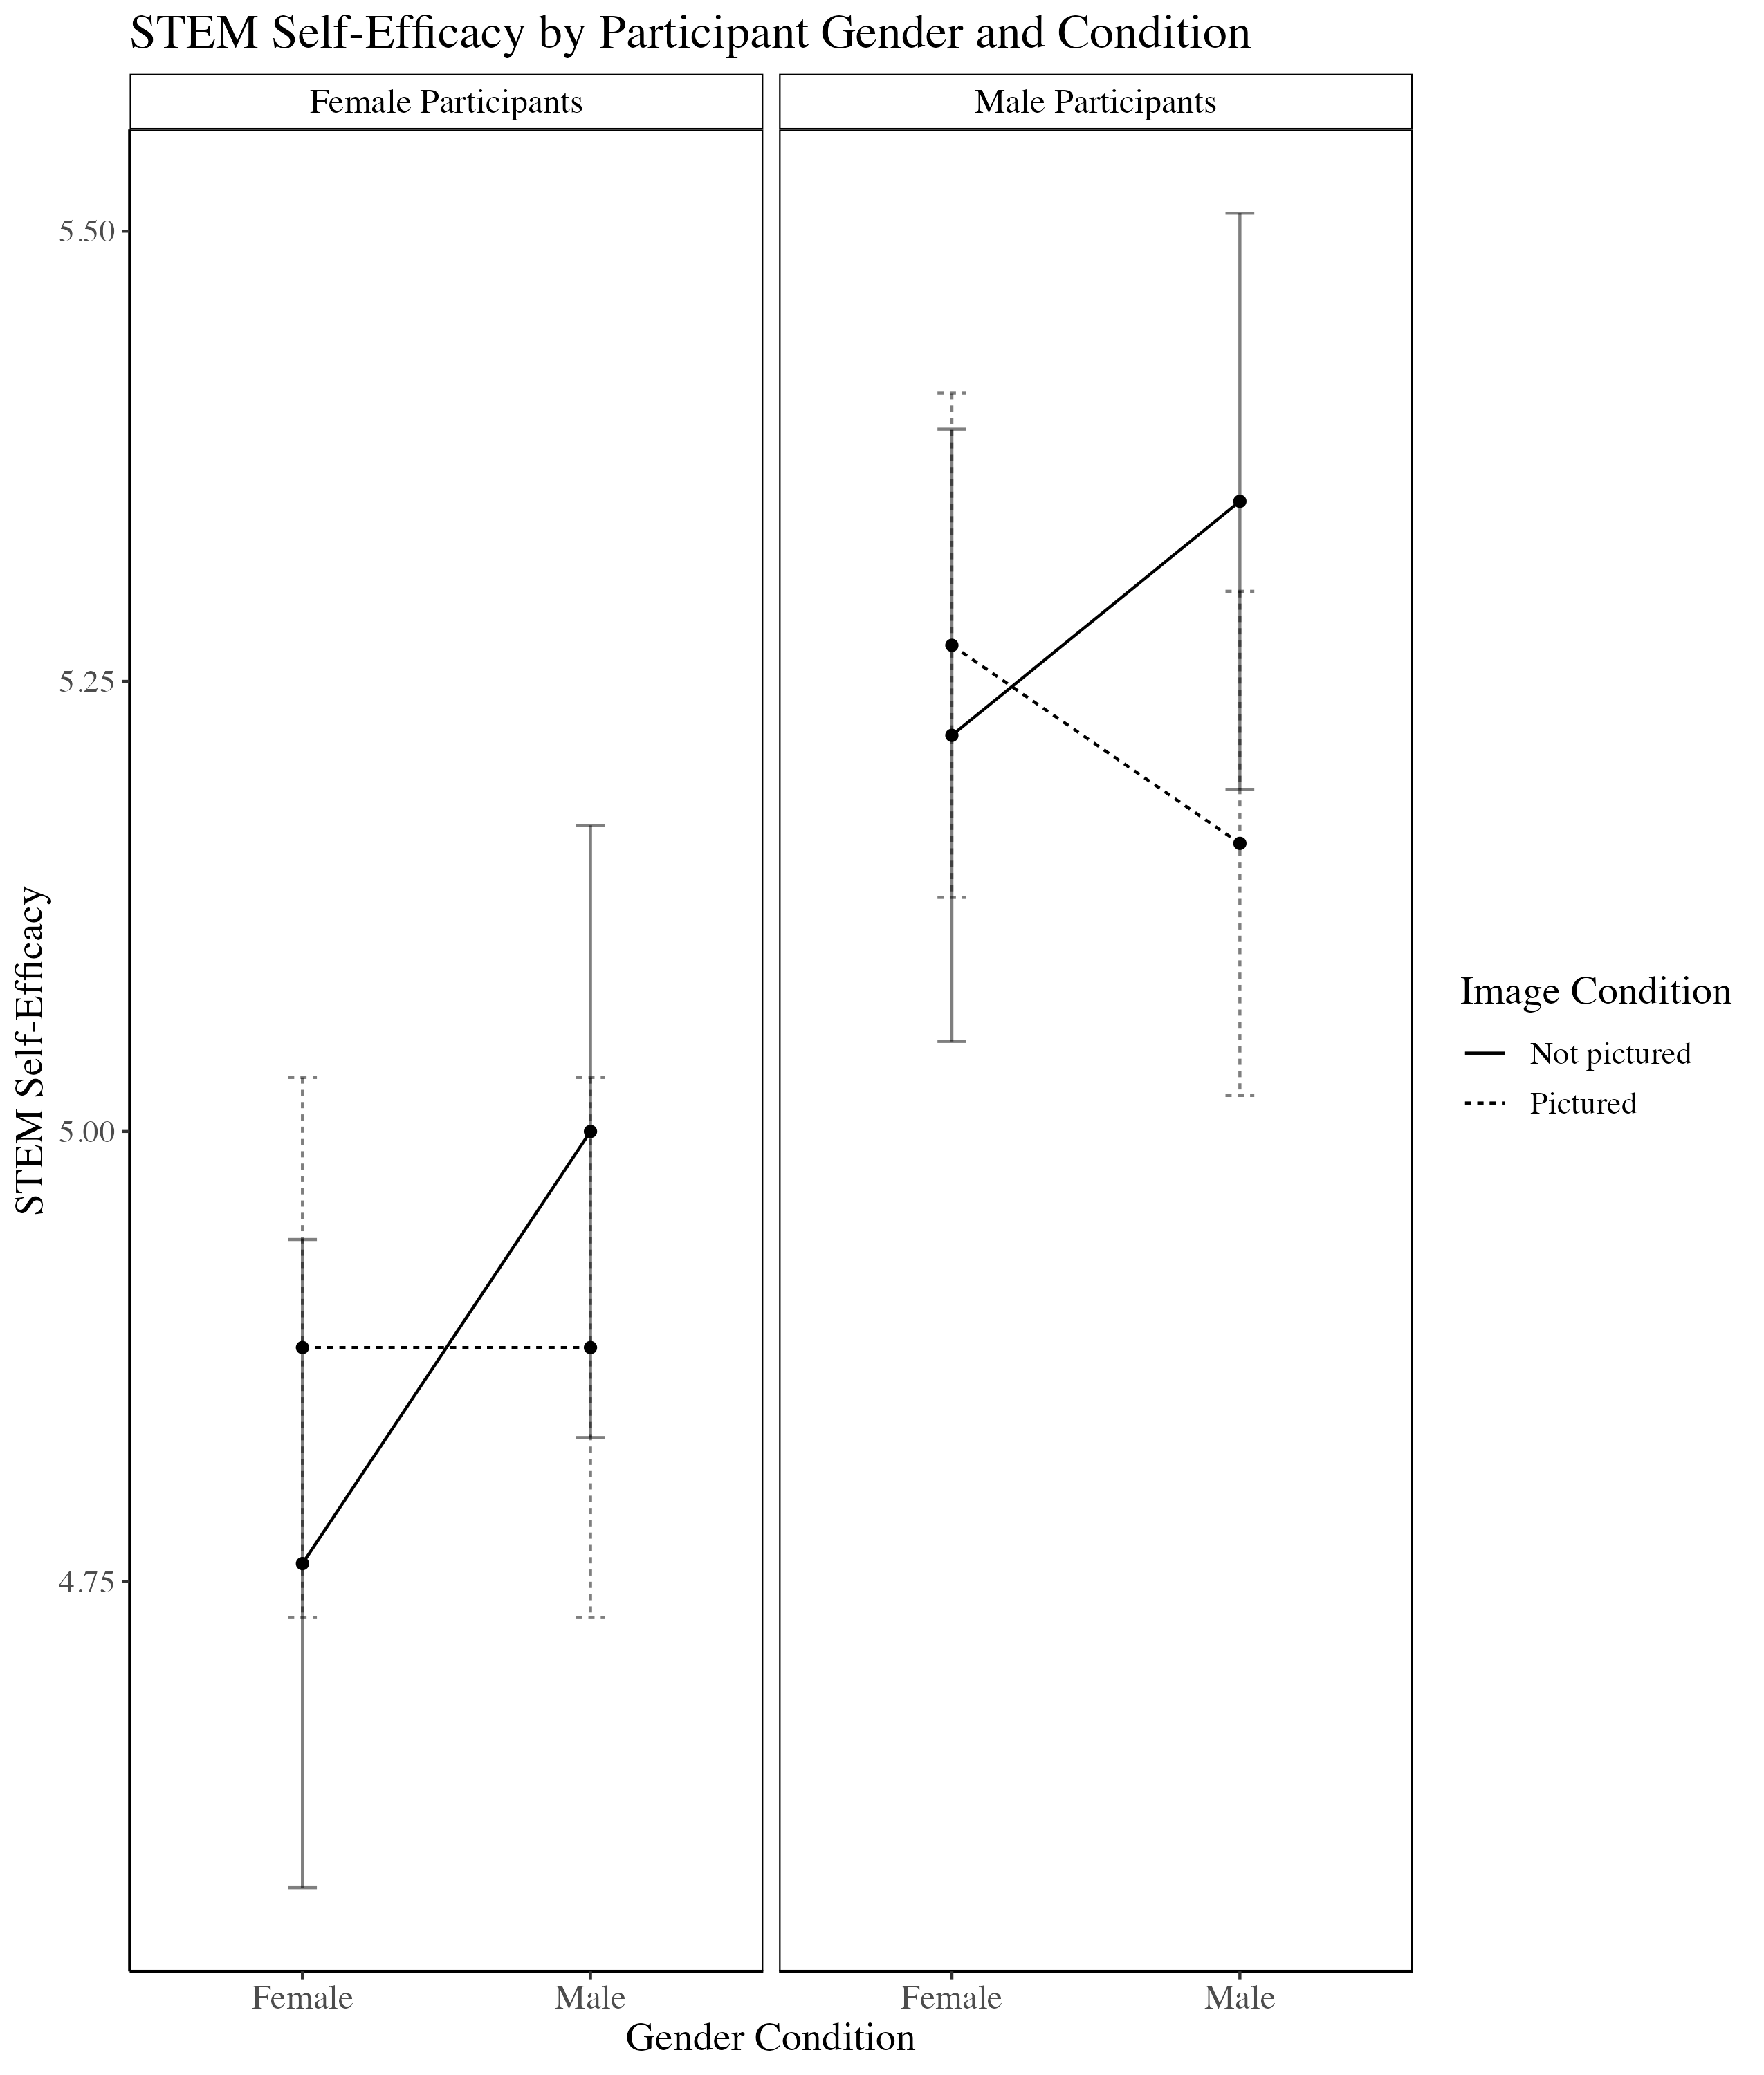 STEM Self-Efficacy by Participant Gender and Condition
Female Participants
Male Participants
5.50
5.25
5.00
4.75
STEM Self-Efficacy
Female
Male
Female
Male
Gender Condition
Image Condition
Not pictured
Pictured